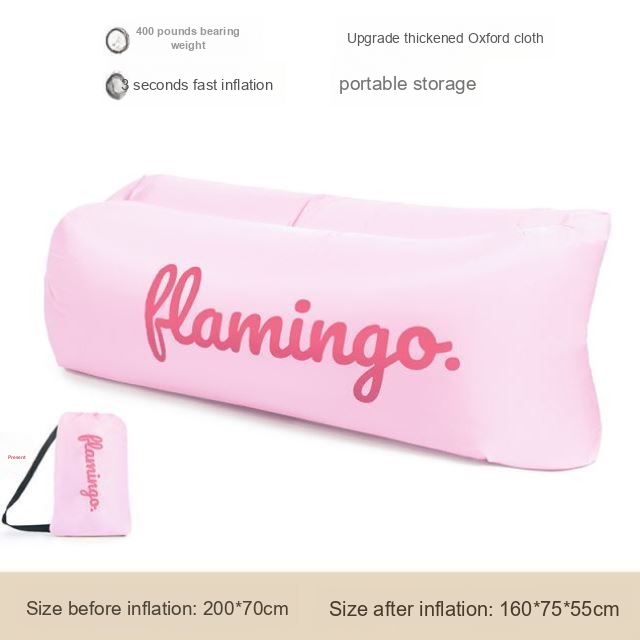 400 pounds bearing
weight
Upgrade thickened Oxford cloth
3 seconds fast inflation
portable storage
flamingo.
Present
flamingo.
Size before inflation: 200*70cm
Size after inflation: 160*75*55cm